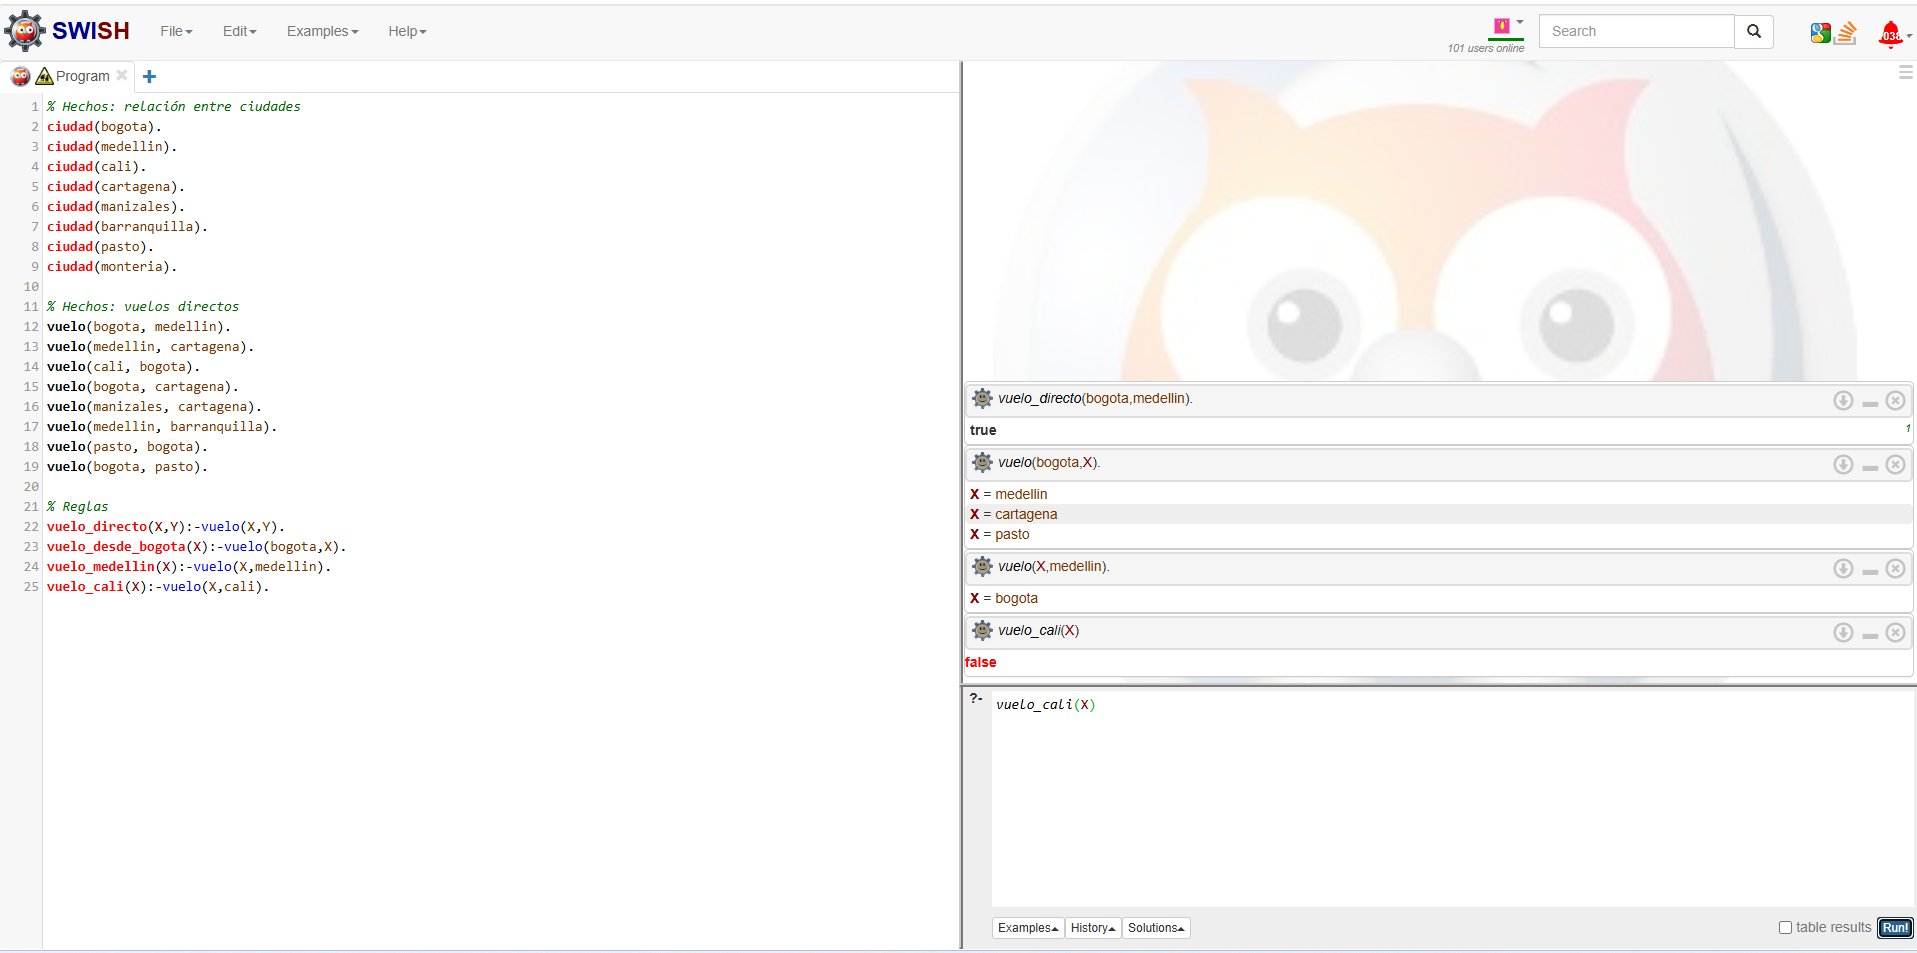 SWISH File Edit Examples Help
101 users online
Search
038
Program
1 % Hechos: relación entre ciudades
2 ciudad(bogota).
3 ciudad(medellin).
4 ciudad(cali).
5 ciudad(cartagena).
6 ciudad(manizales).
7 ciudad(barranquilla).
8 ciudad(pasto).
9 ciudad(monteria).
10
11 % Hechos: vuelos directos
12 vuelo(bogota, medellin).
13 vuelo(medellin, cartagena).
14 vuelo(cali, bogota).
15 vuelo(bogota, cartagena).
16 vuelo(manizales, cartagena).
17 vuelo(medellin, barranquilla).
18 vuelo(pasto, bogota).
19 vuelo(bogota, pasto).
20
21 % Reglas
22 vuelo_directo(X,Y):-vuelo(X,Y).
23 vuelo_desde_bogota(X):-vuelo(bogota,X).
24 vuelo_medellin(X):-vuelo(X,medellin).
25 vuelo_cali(X):-vuelo(X,cali).
vuelo_directo(bogota,medellin).
true 1
vuelo(bogota,X).
X = medellin
X = cartagena
X = pasto
vuelo(X,medellin).
X = bogota
vuelo_cali(X)
false
?- vuelo_cali(X)
Examples History Solutions table results Run!